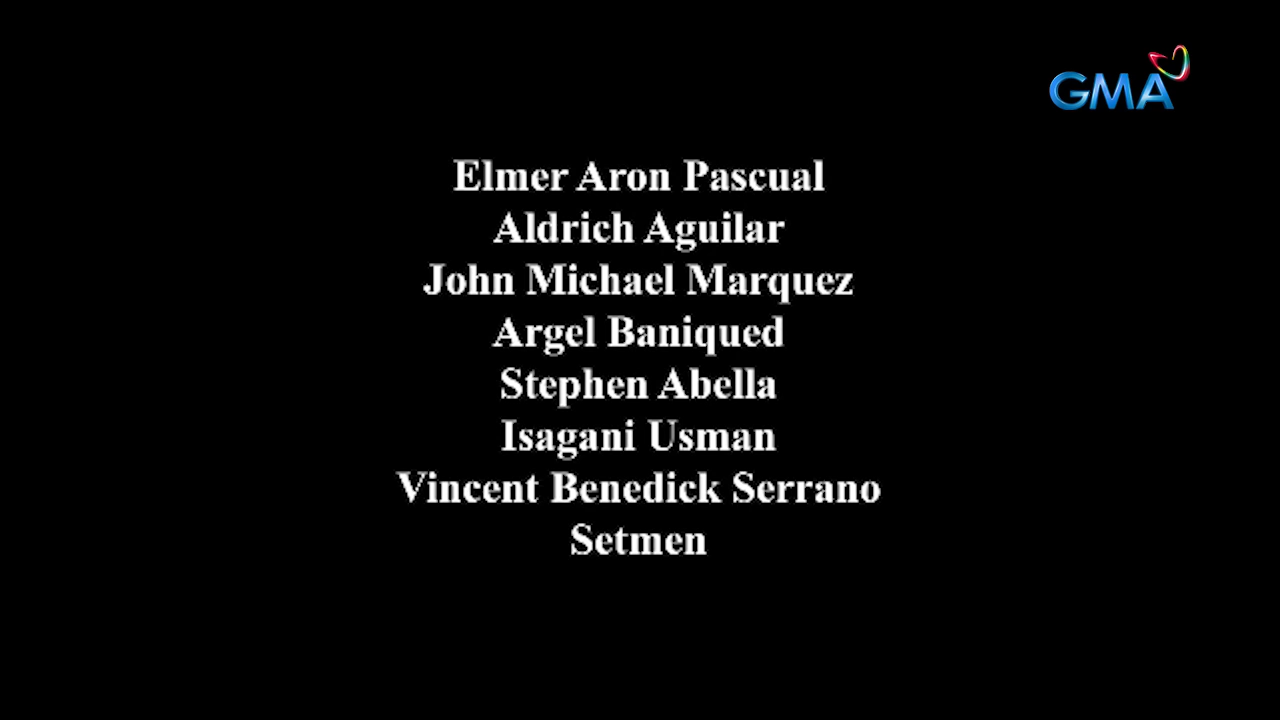 GMA
Elmer Aron Pascual
Aldrich Aguilar
John Michael Marquez
Argel Baniqued
Stephen Abella
Isagani Usman
Vincent Benedick Serrano
Setmen